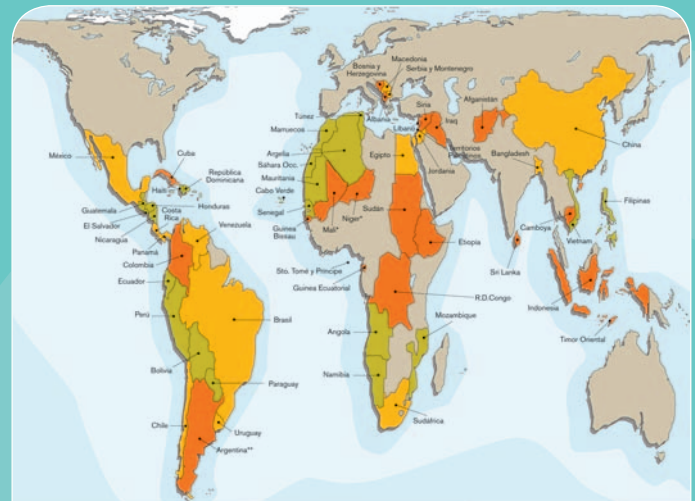 Macedonia
Bosnia y
Herzegovina
Serbia y Montenegro
Siria
Afganistán
Túnez
Albania
Líbano
Iraq
Marruecos
Territorios
Palestinos
Bangladesh
China
México
Cuba
Argelia
Egipto
Jordania
Sáhara Occ.
República
Dominicana
Mauritania
Haití
Cabo Verde
Filipinas
Guatemala
Honduras
Senegal
Sudán
El Salvador
Costa
Rica
Venezuela
Niger*
Camboya
Nicaragua
Guinea
Bissau
Mali*
Etiopía
Vietnam
Panamá
Sri Lanka
Colombia
Sto. Tomé y Príncipe
Ecuador
Guinea Ecuatorial
Indonesia
R.D.Congo
Perú
Brasil
Angola
Mozambique
Timor Oriental
Bolivia
Namibia
Paraguay
Sudáfrica
Chile
Uruguay
Argentina**